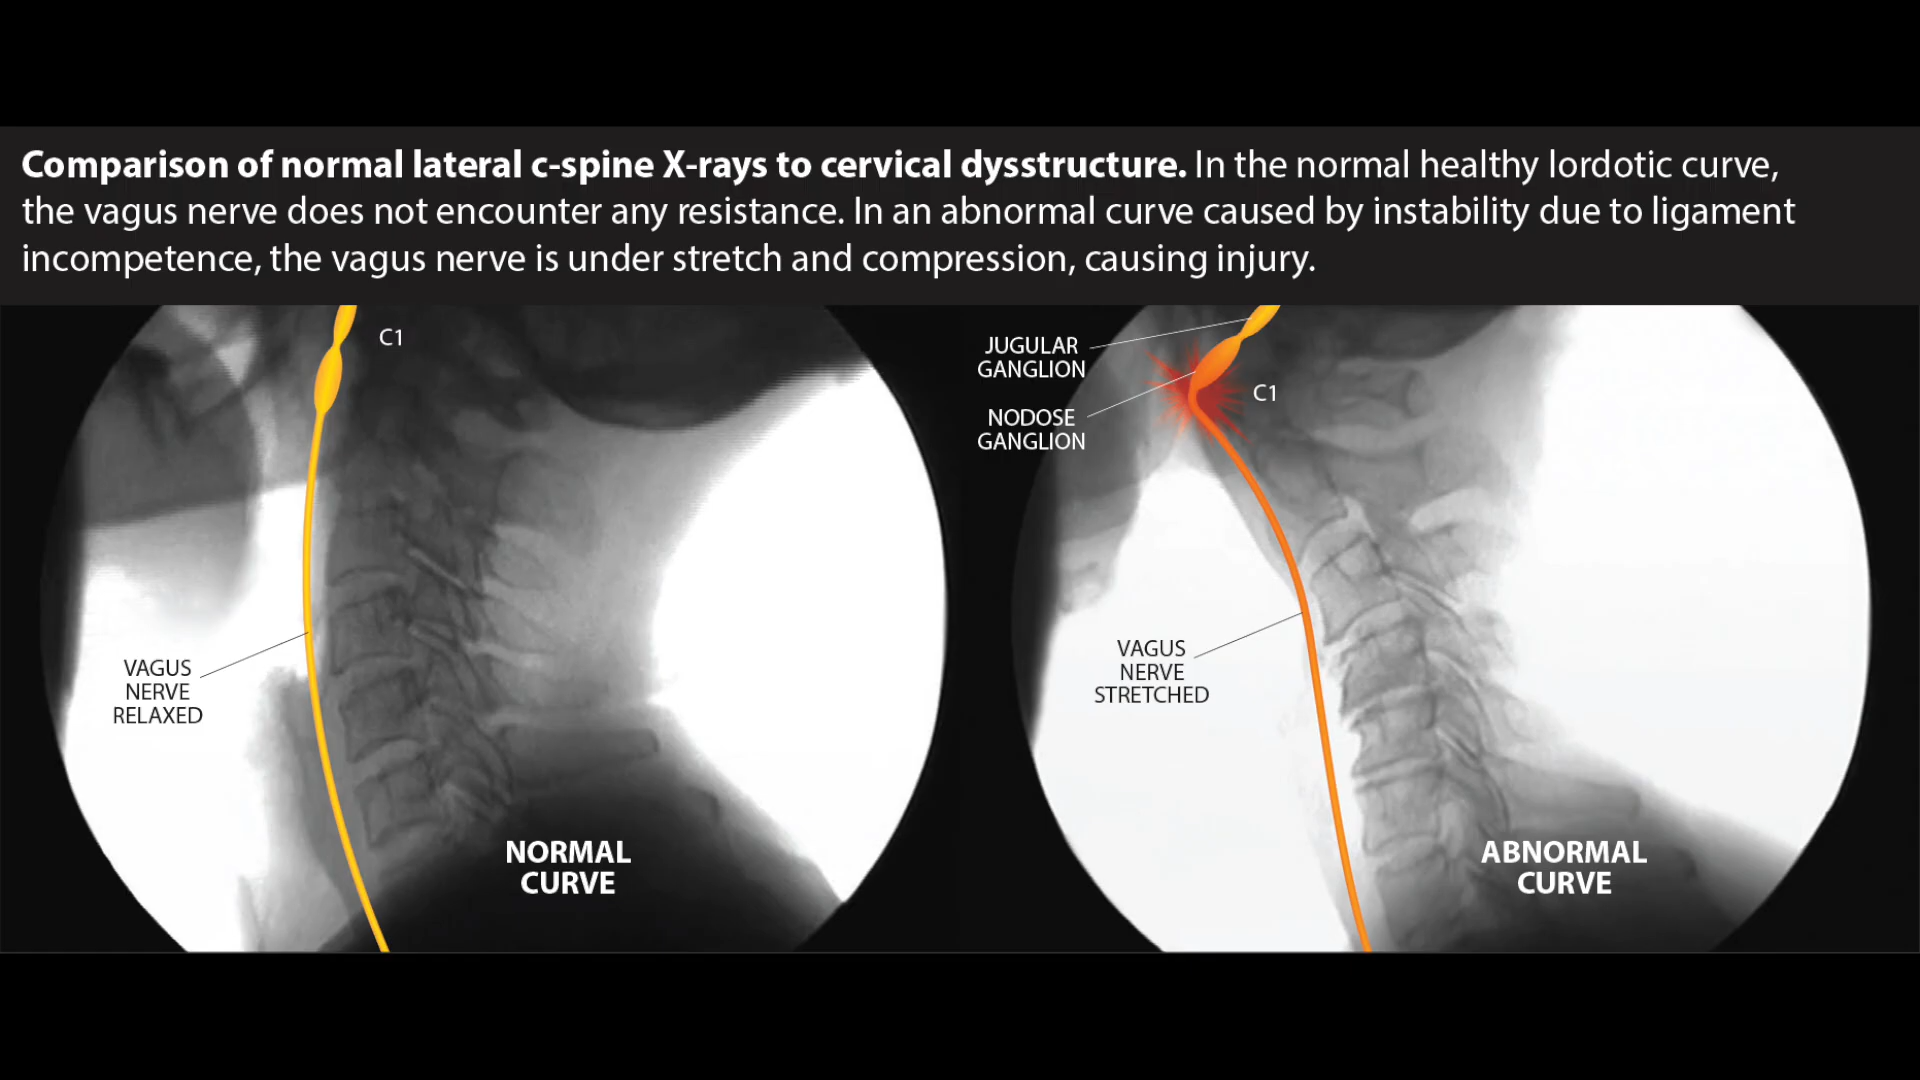 Comparison of normal lateral c-spine X-rays to cervical dysstructure. In the normal healthy lordotic curve,
the vagus nerve does not encounter any resistance. In an abnormal curve caused by instability due to ligament
incompetence, the vagus nerve is under stretch and compression, causing injury.
C1
VAGUS
NERVE
RELAXED
NORMAL
CURVE
JUGULAR
GANGLION
NODOSE
GANGLION
C1
VAGUS
NERVE
STRETCHED
ABNORMAL
CURVE